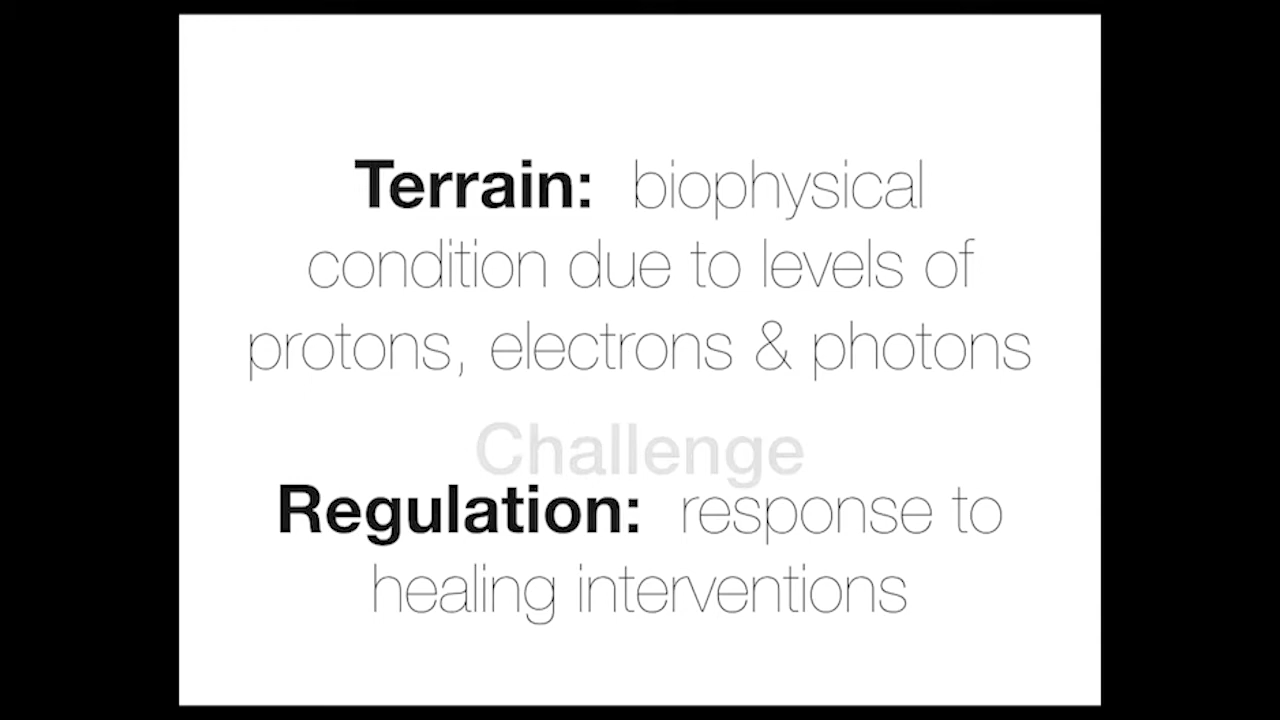 Terrain: biophysical
condition due to levels of
protons, electrons & photons
Challenge
Regulation: response to
healing interventions